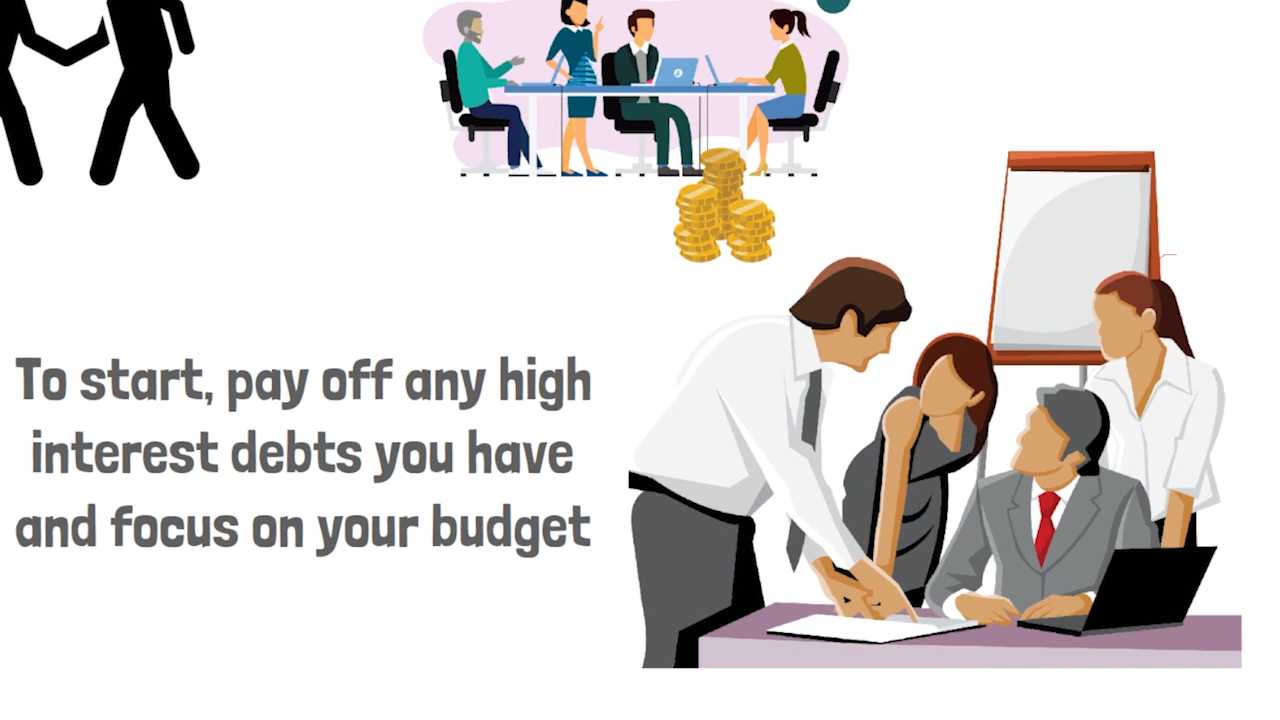 To start, pay off any high
interest debts you have
and focus on your budget